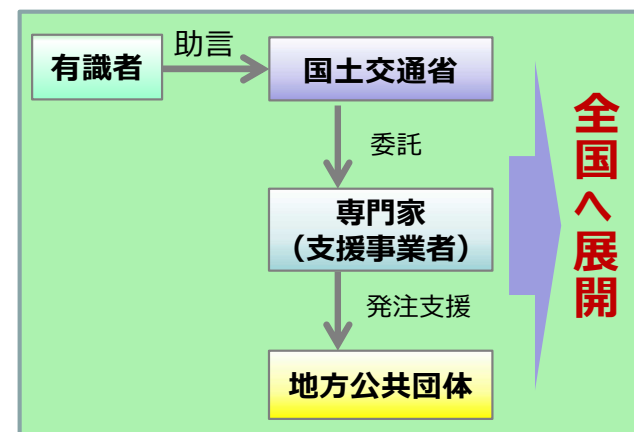 有識者
助言
国土交通省
委託
専門家
（支援事業者）
発注支援
地方公共団体
全国へ展開